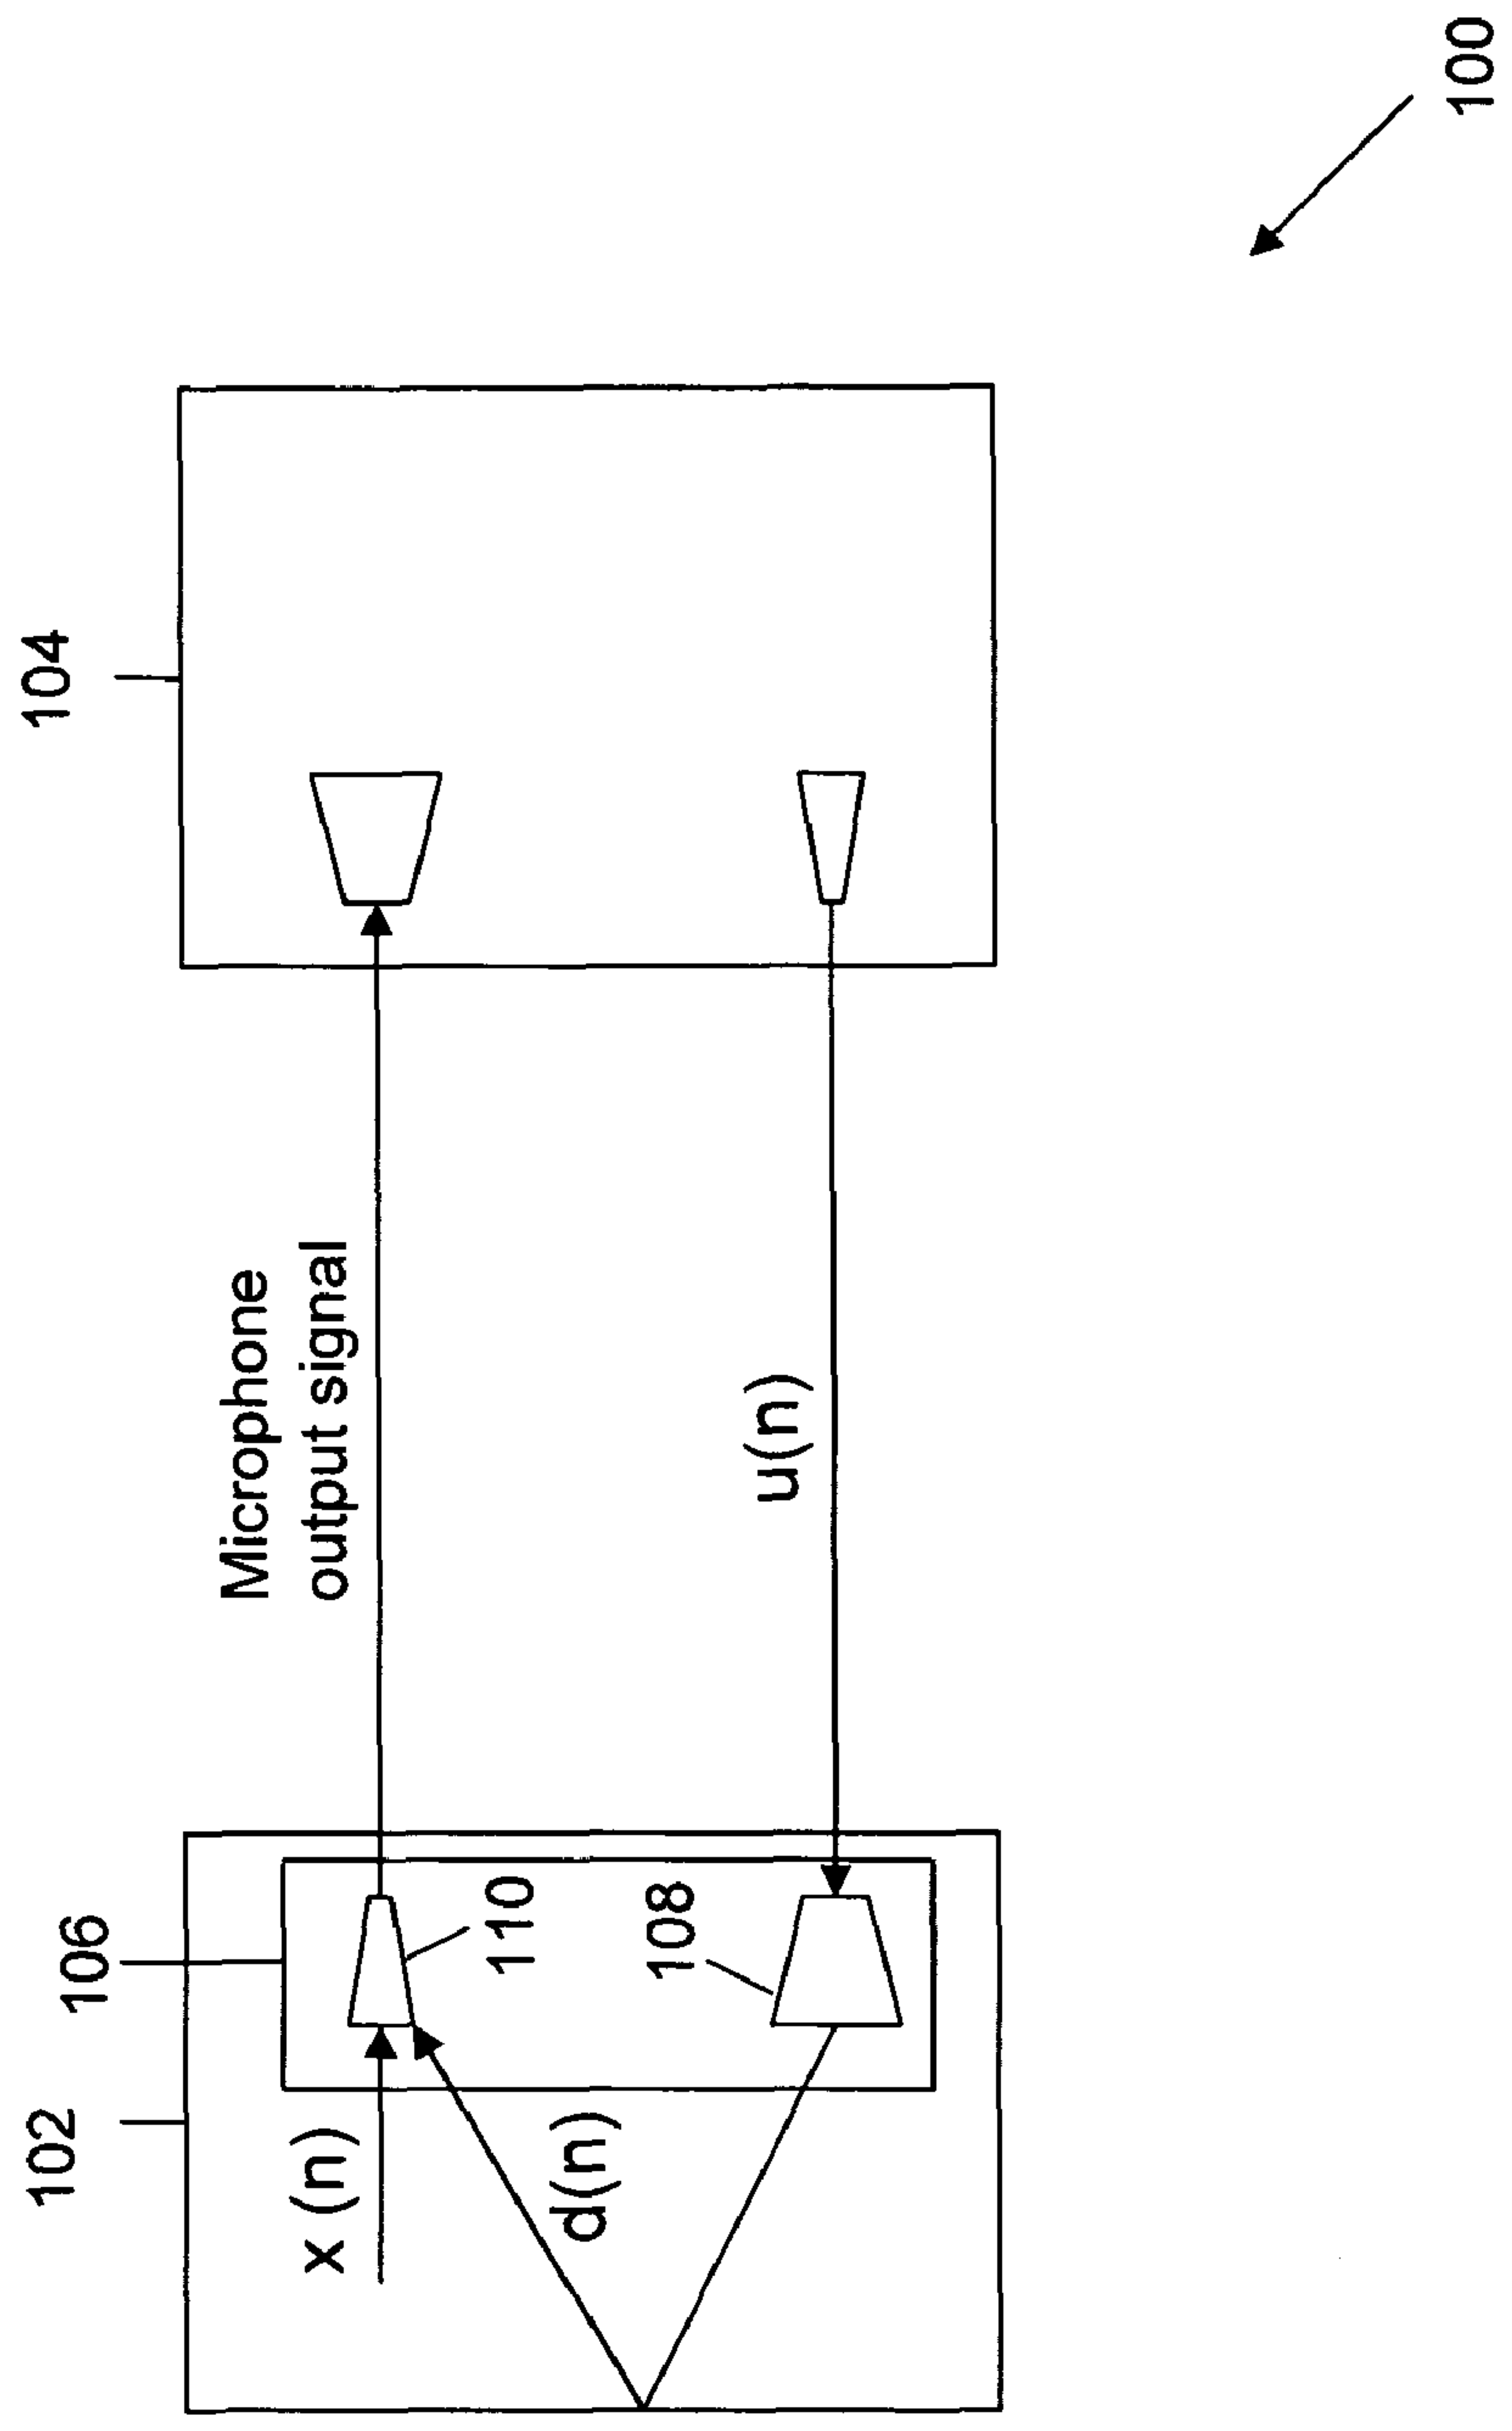 102
106
104
x (n)
110
d(n)
108
Microphone
output signal
u(n)
100